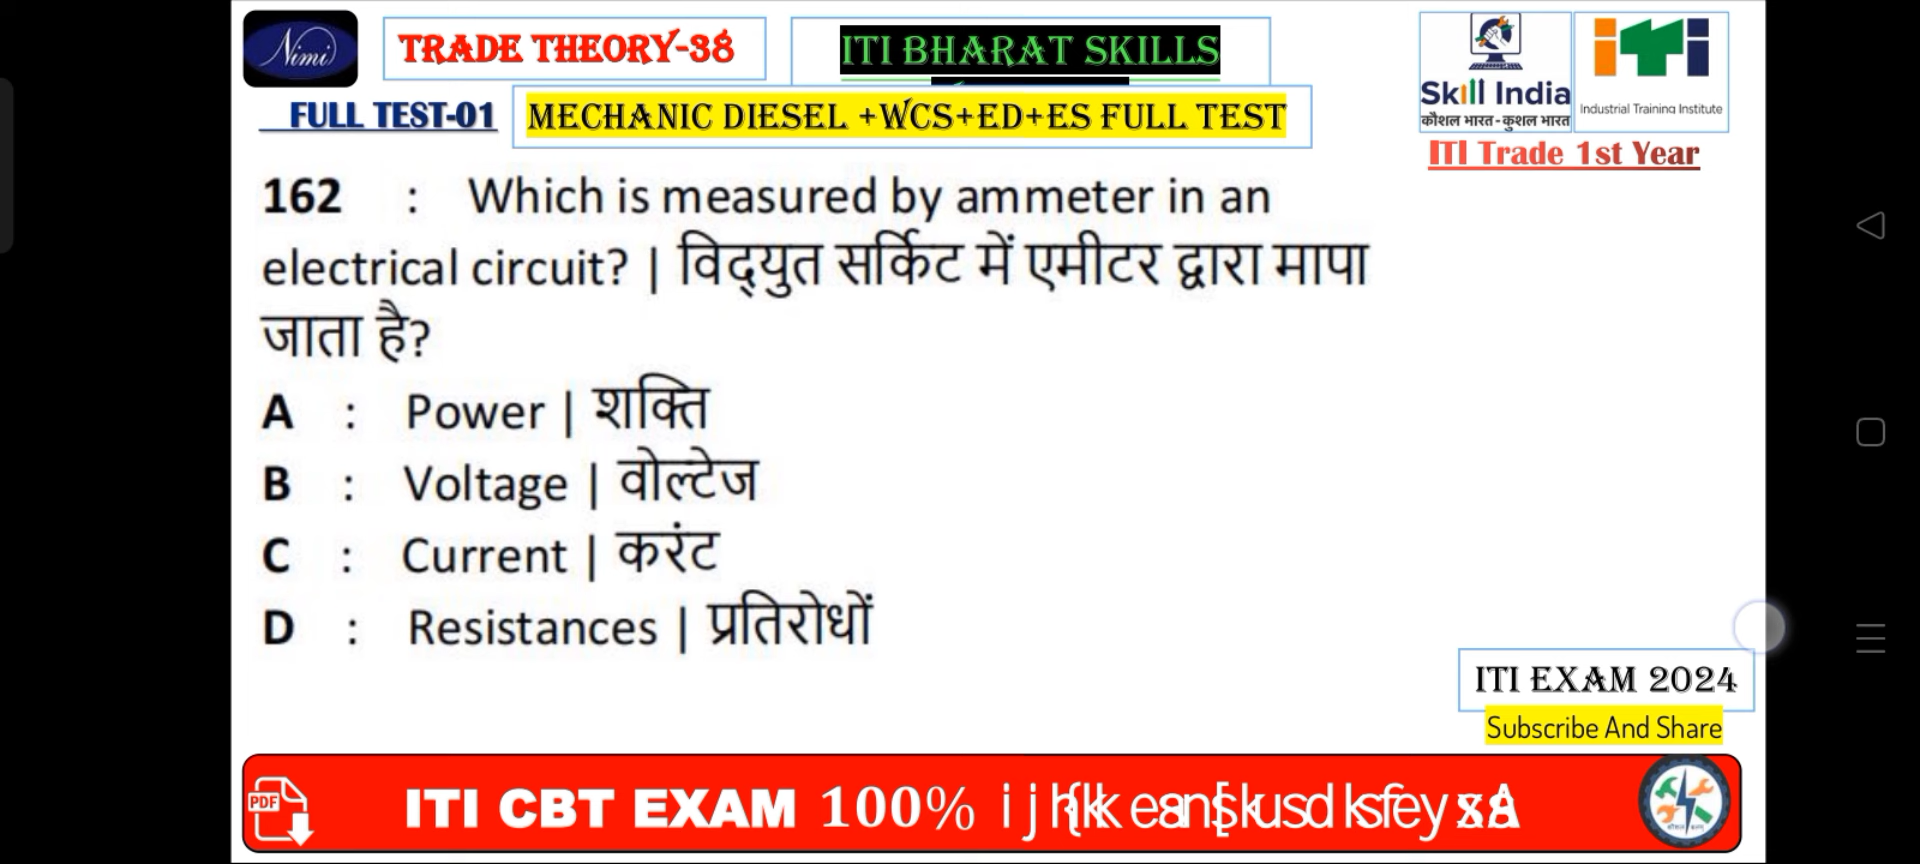 Nimi
TRADE THEORY-38
ITI BHARAT SKILLS
Skill India
कौशल भारत-कुशल भारत
iTi
Industrial Training Institute
FULL TEST-01
MECHANIC DIESEL +WCS+ED+ES FULL TEST
ITI Trade 1st Year
162 : Which is measured by ammeter in an
electrical circuit? | विद्युत सर्किट में एमीटर द्वारा मापा
जाता है?
A : Power | शक्ति
B : Voltage | वोल्टेज
C : Current | करंट
D : Resistances | प्रतिरोधों
ITI EXAM 2024
Subscribe And Share
PDF
ITI CBT EXAM 100%